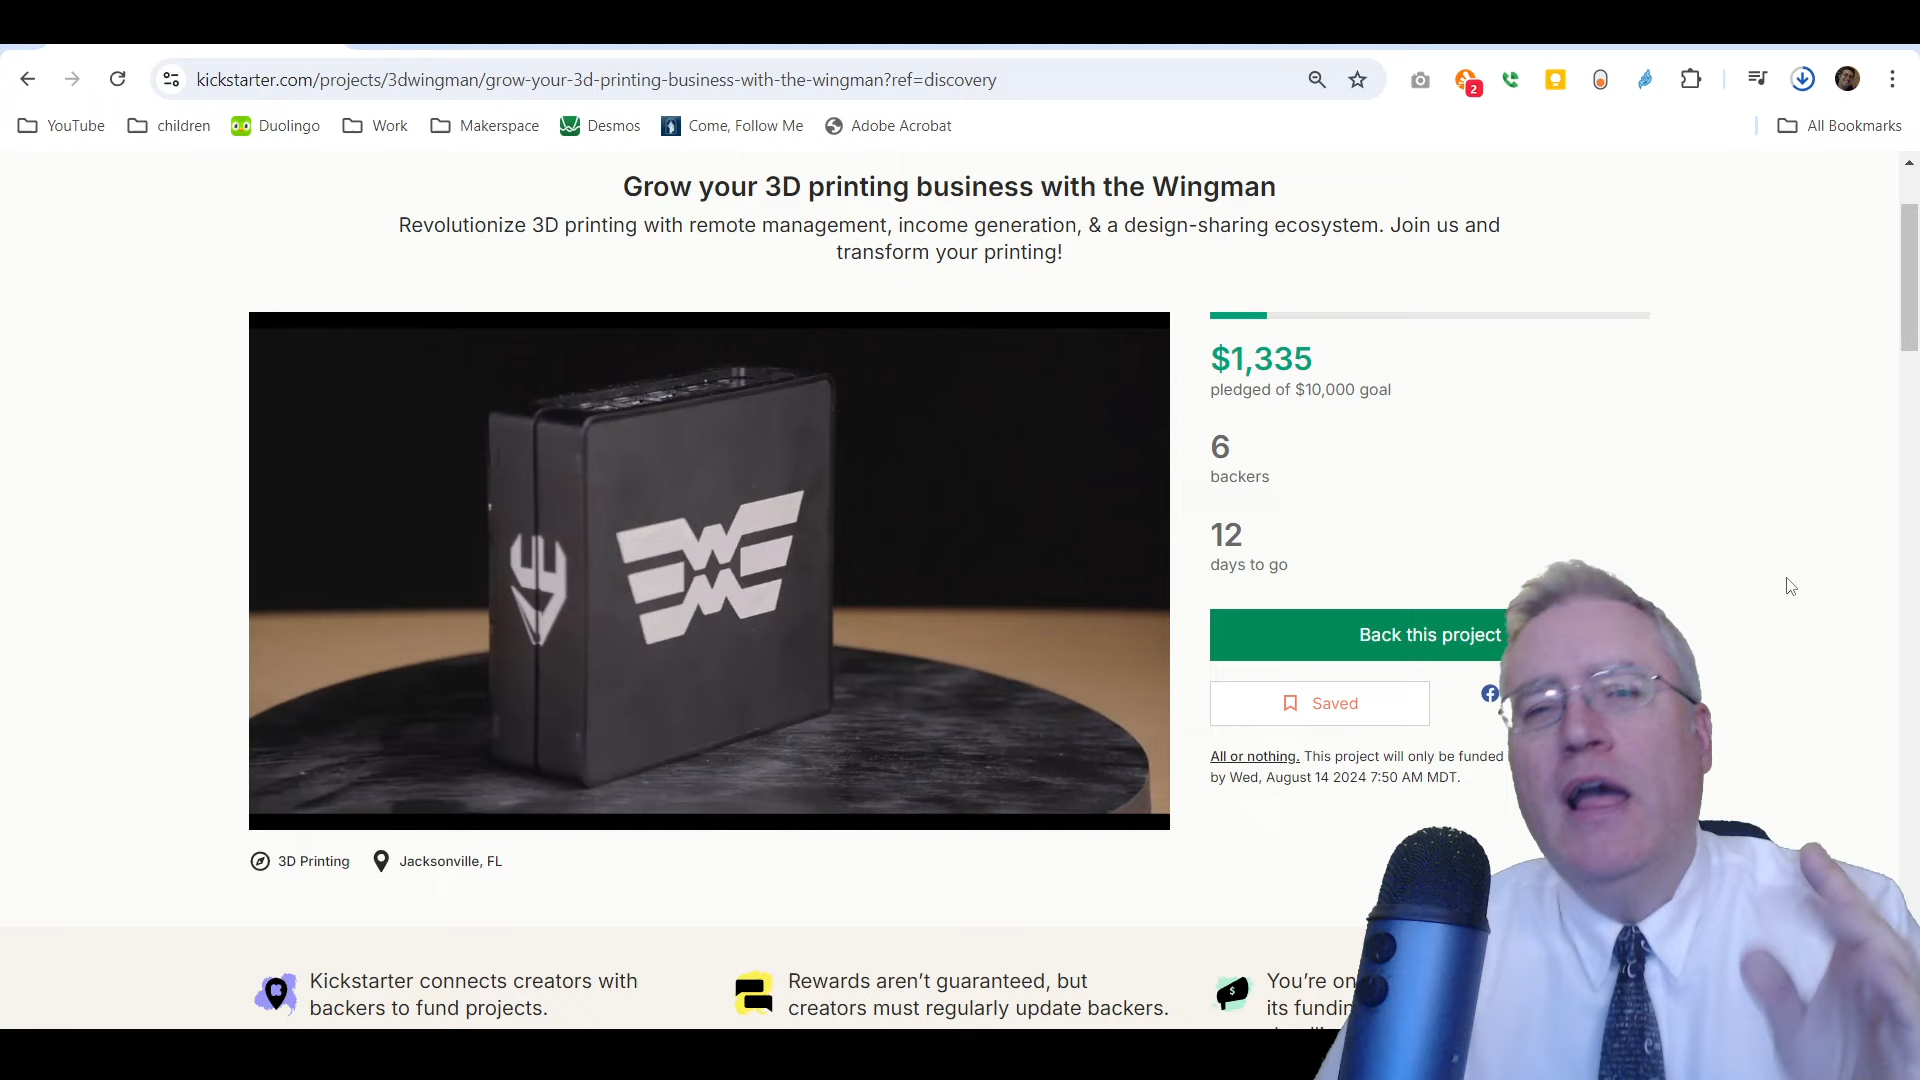 kickstarter.com/projects/3dwingman/grow-your-3d-printing-business-with-the-wingman?ref=discovery
2
YouTube
children
Duolingo
Work
Makerspace
Desmos
Come, Follow Me
Adobe Acrobat
All Bookmarks
Grow your 3D printing business with the Wingman
Revolutionize 3D printing with remote management, income generation, & a design-sharing ecosystem. Join us and
transform your printing!
$1,335
pledged of $10,000 goal
6
backers
12
days to go
Back this project
Saved
All or nothing. This project will only be funded
by Wed, August 14 2024 7:50 AM MDT.
3D Printing
Jacksonville, FL
Kickstarter connects creators with
backers to fund projects.
Rewards aren’t guaranteed, but
creators must regularly update backers.
You’re on
its fundin